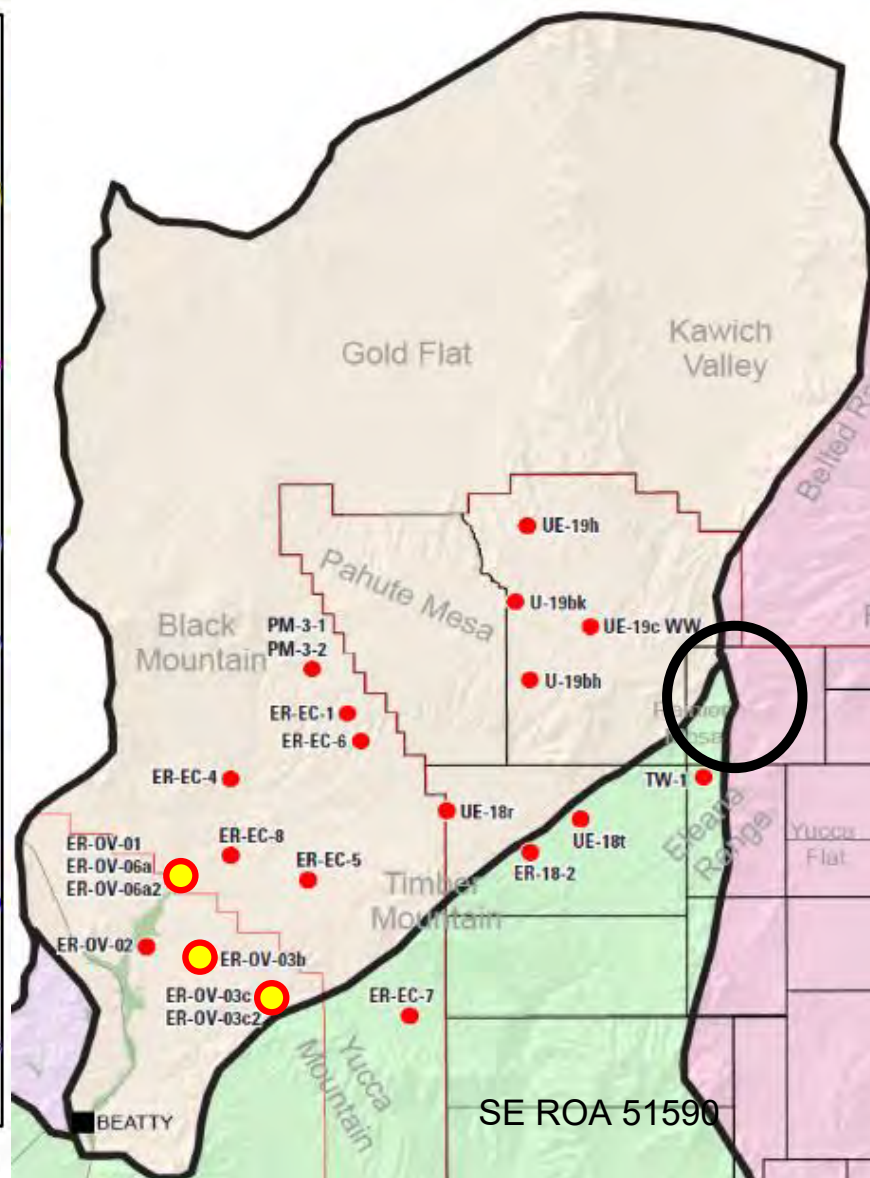 Gold Flat
Kawich
Valley
Belted
UE-19h
Pahute Mesa
U-19bk
UE-19c WW
Black
Mountain
PM-3-1
PM-3-2
U-19bh
ER-EC-1
ER-EC-6
ER-EC-4
TW-1
UE-18r
UE-18t
Eleana
Range
Yucca
Flat
ER-OV-01
ER-OV-06a
ER-OV-06a2
ER-EC-8
ER-EC-5
ER-18-2
Timber
Mountain
ER-OV-02
ER-OV-03b
ER-OV-03c
ER-OV-03c2
ER-EC-7
Yucca
Mountain
SE ROA 51590
BEATTY